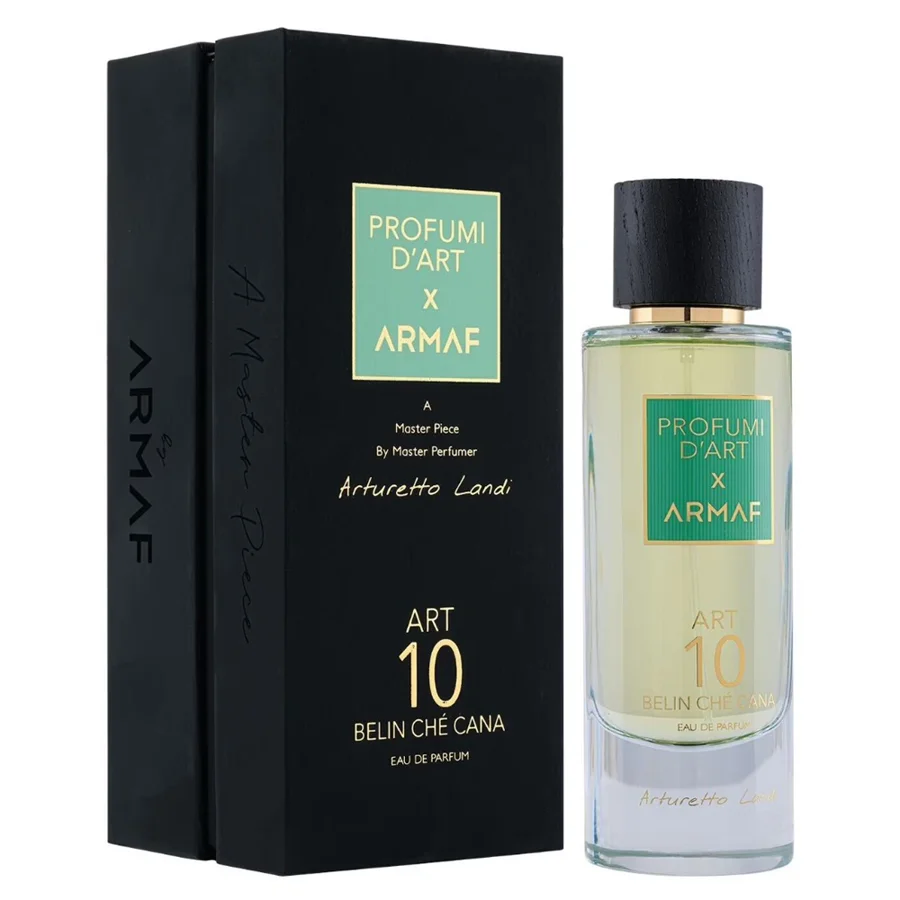 by
ARMAF
A Master Piece
PROFUMI
D'ART
X
ARMAF
A
Master Piece
By Master Perfumer
Arturetto Landi
ART
10
BELIN CHÉ CANA
EAU DE PARFUM
PROFUMI
D'ART
X
ARMAF
ART
10
BELIN CHÉ CANA
EAU DE PARFUM
Arturetto Landi